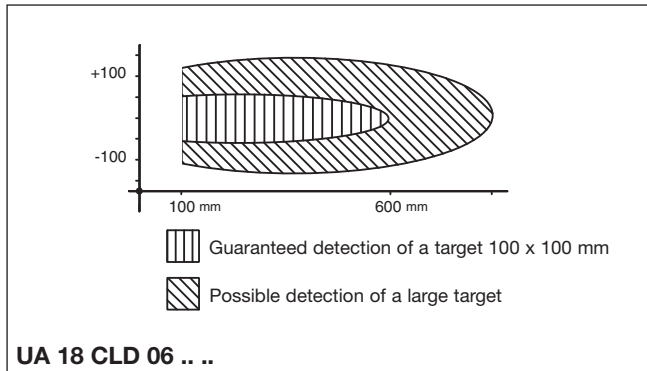 +100
-100
100 mm
600 mm
Guaranteed detection of a target 100 x 100 mm
Possible detection of a large target
UA 18 CLD 06 .. ..